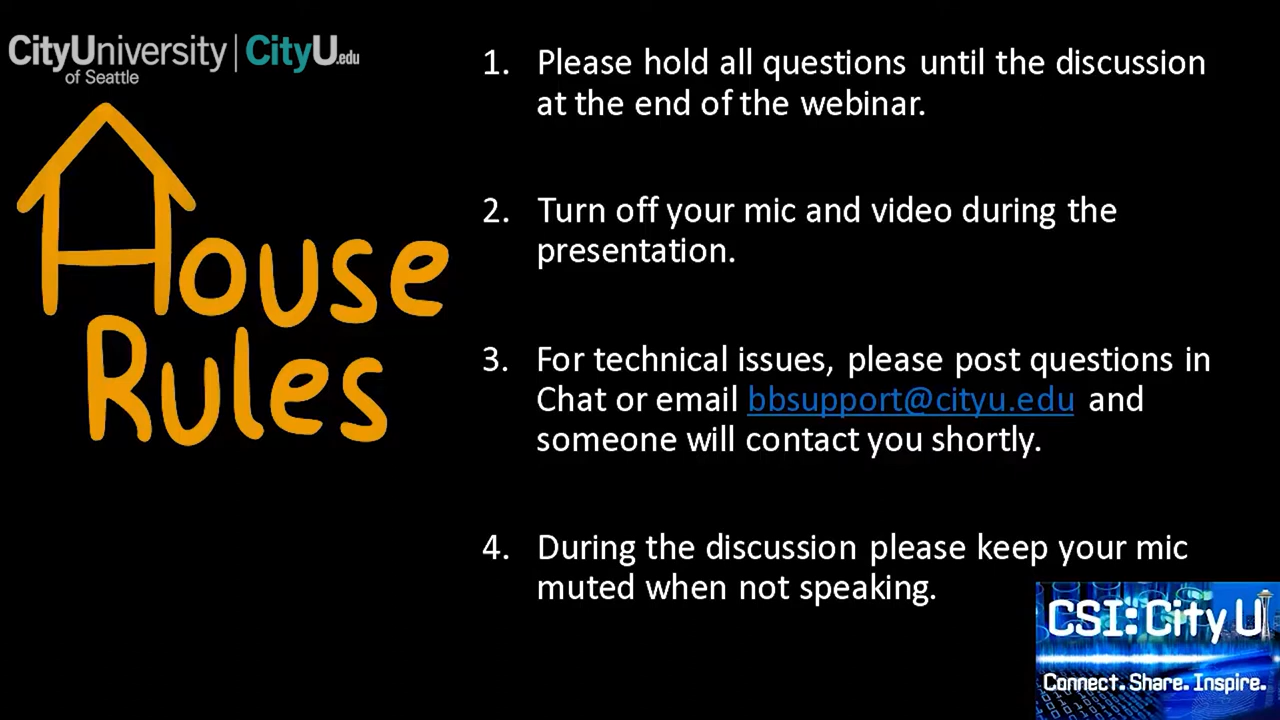 CityUniversity | CityU.edu
of Seattle
House
Rules
1. Please hold all questions until the discussion
at the end of the webinar.
2. Turn off your mic and video during the
presentation.
3. For technical issues, please post questions in
Chat or email bbsupport@cityu.edu and
someone will contact you shortly.
4. During the discussion please keep your mic
muted when not speaking.
CSI: City U
Connect. Share. Inspire.